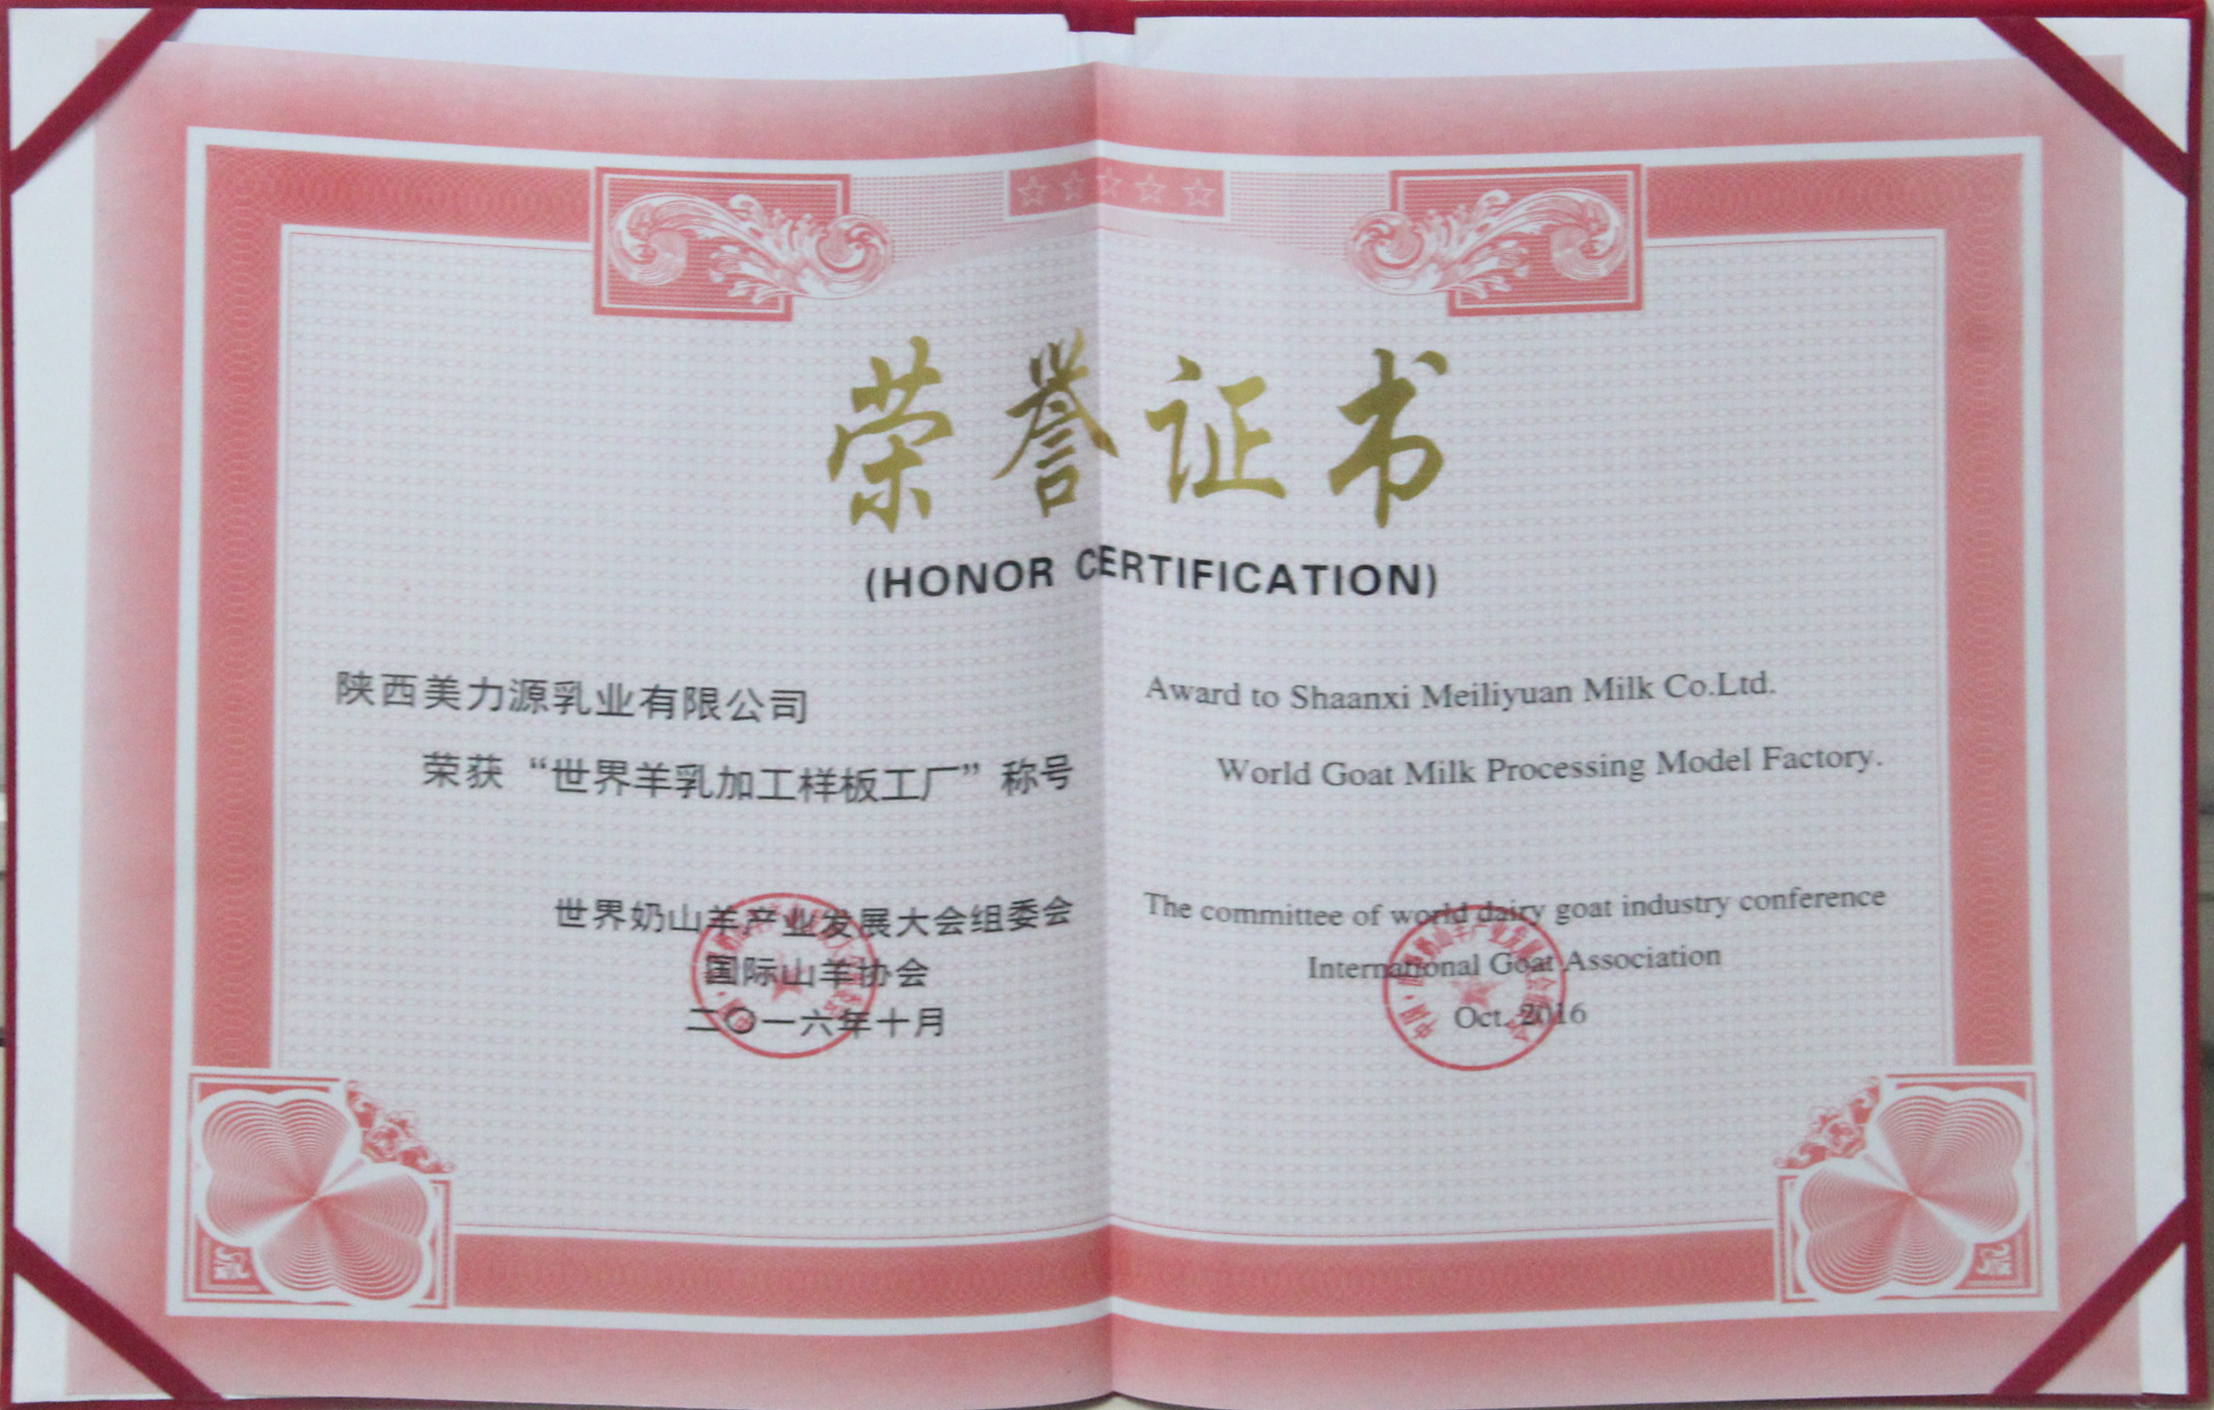 荣誉证书
(HONOR CERTIFICATION)
陕西美力源乳业有限公司
荣获“世界羊乳加工样板工厂”称号
世界奶山羊产业发展大会组委会
国际山羊协会
二〇一六年十月
Award to Shaanxi Meiliyuan Milk Co.Ltd.
World Goat Milk Processing Model Factory.
The committee of world dairy goat industry conference
International Goat Association
Oct. 2016